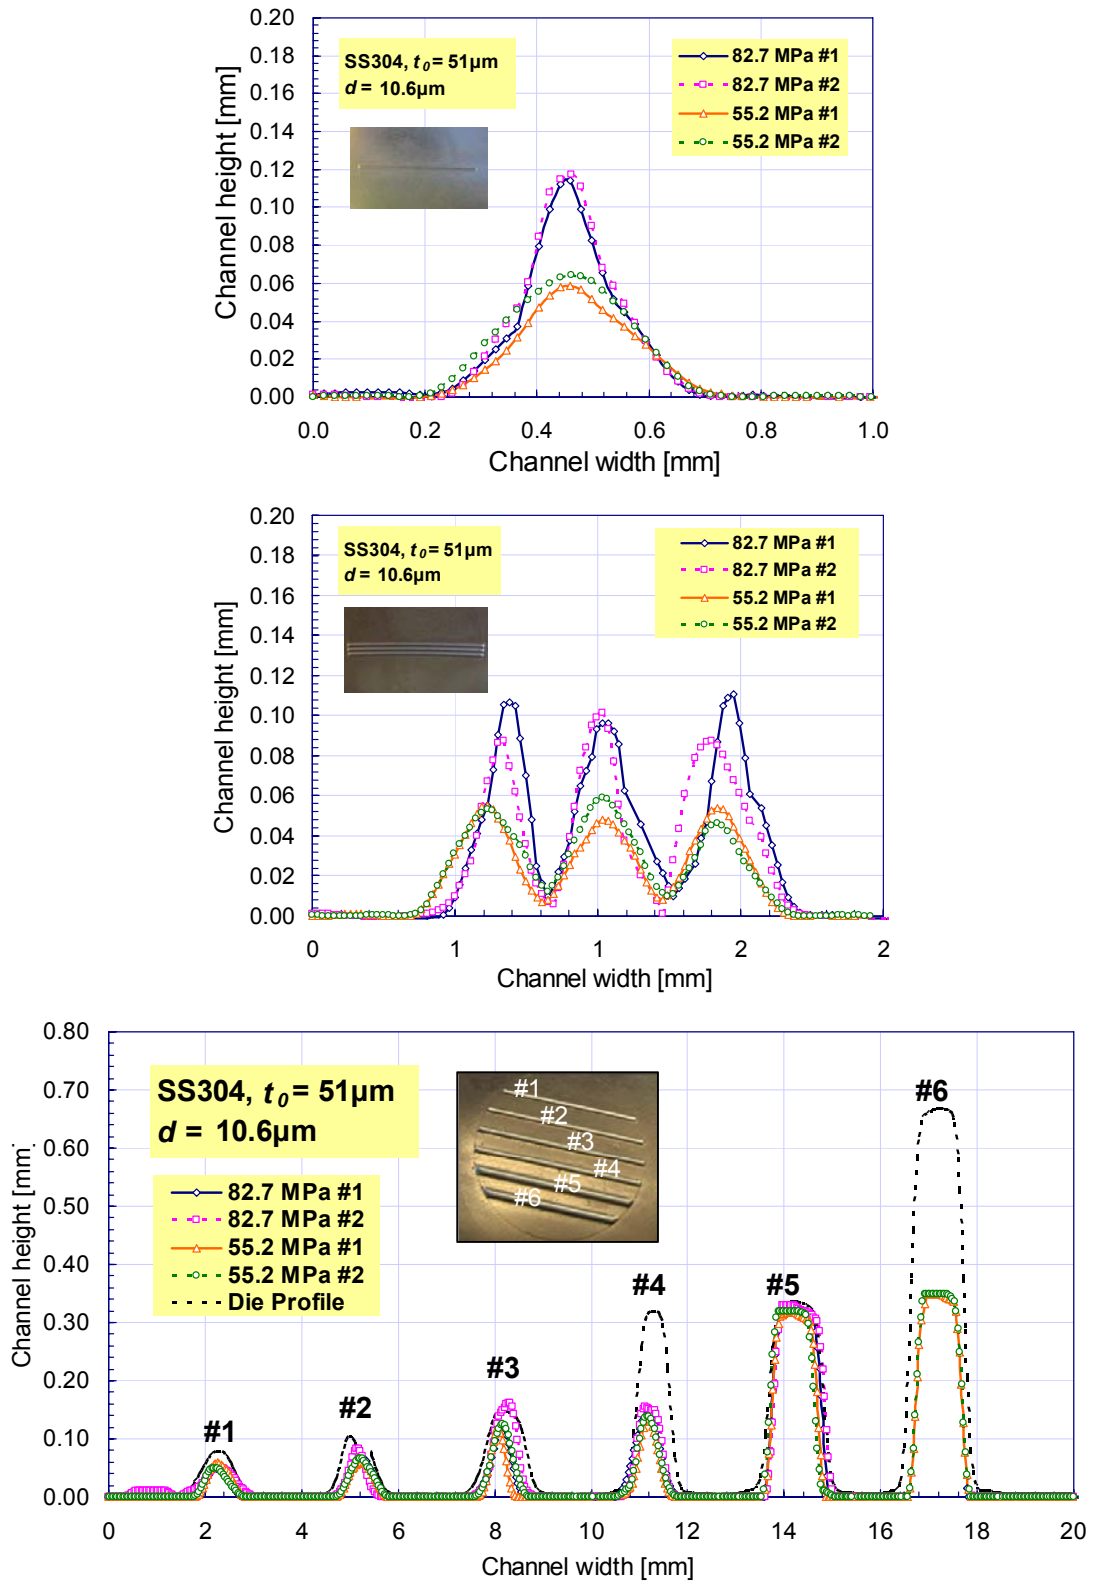 0.20
0.18
0.16
0.14
0.12
0.10
0.08
0.06
0.04
0.02
0.00
Channel height [mm]
SS304, t0 = 51µm
d = 10.6µm
82.7 MPa #1
82.7 MPa #2
55.2 MPa #1
55.2 MPa #2
0.0 0.2 0.4 0.6 0.8 1.0
Channel width [mm]
0.20
0.18
0.16
0.14
0.12
0.10
0.08
0.06
0.04
0.02
0.00
Channel height [mm]
SS304, t0 = 51µm
d = 10.6µm
82.7 MPa #1
82.7 MPa #2
55.2 MPa #1
55.2 MPa #2
0 1 1 2 2
Channel width [mm]
0.80
0.70
0.60
0.50
0.40
0.30
0.20
0.10
0.00
Channel height [mm]
SS304, t0 = 51µm
d = 10.6µm
82.7 MPa #1
82.7 MPa #2
55.2 MPa #1
55.2 MPa #2
Die Profile
#1
#2
#3
#4
#5
#6
#1
#2
#3
#4
#5
#6
0 2 4 6 8 10 12 14 16 18 20
Channel width [mm]